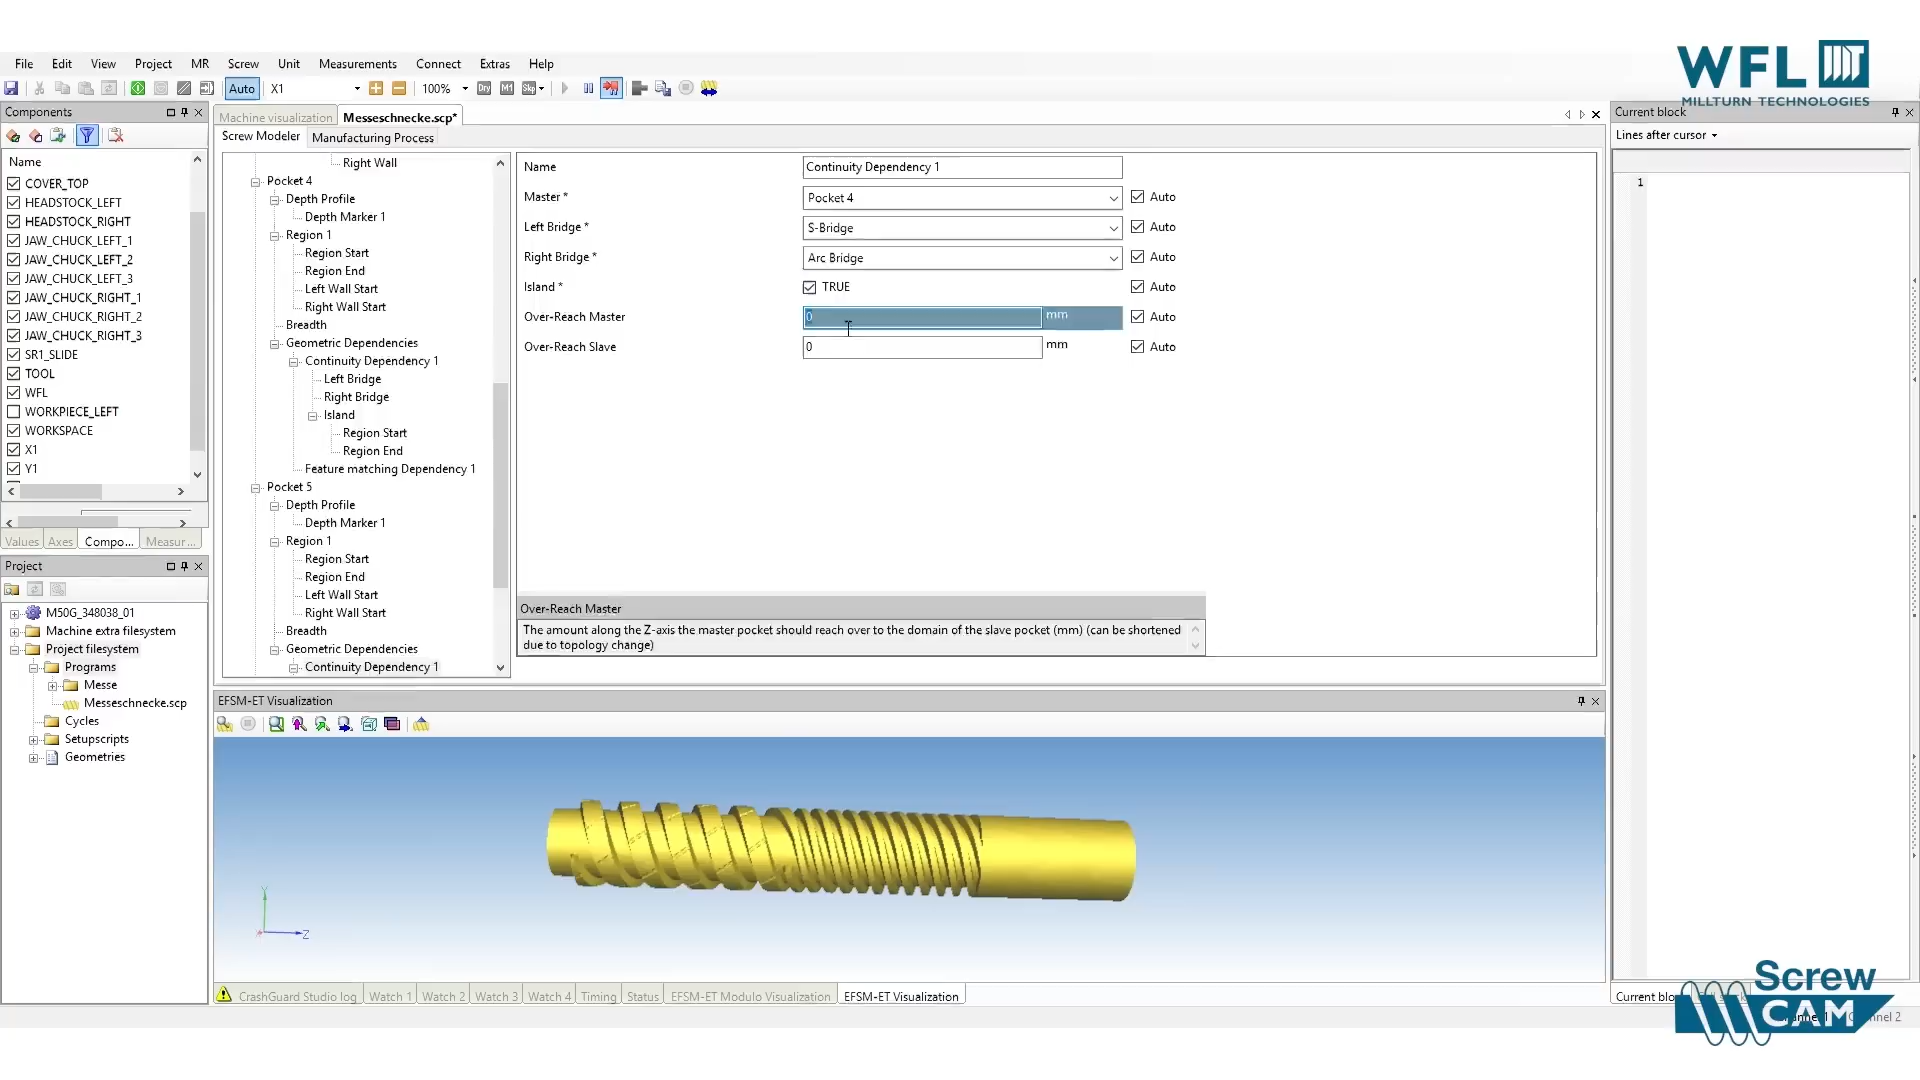 WFL
MILLTURN TECHNOLOGIES
File Edit View Project MR Screw Unit Measurements Connect Extras Help
Auto X1 100% Dry M1 Skp
Components
Name
COVER_TOP
HEADSTOCK_LEFT
HEADSTOCK_RIGHT
JAW_CHUCK_LEFT_1
JAW_CHUCK_LEFT_2
JAW_CHUCK_LEFT_3
JAW_CHUCK_RIGHT_1
JAW_CHUCK_RIGHT_2
JAW_CHUCK_RIGHT_3
SR1_SLIDE
TOOL
WFL
WORKPIECE_LEFT
WORKSPACE
X1
Y1
Values Axes Compo... Measur...
Project
M50G_348038_01
Machine extra filesystem
Project filesystem
Programs
Messe
Messeschnecke.scp
Cycles
Setupscripts
Geometries
Machine visualization Messeschnecke.scp*
Screw Modeler Manufacturing Process
Right Wall
Pocket 4
Depth Profile
Depth Marker 1
Region 1
Region Start
Region End
Left Wall Start
Right Wall Start
Breadth
Geometric Dependencies
Continuity Dependency 1
Left Bridge
Right Bridge
Island
Region Start
Region End
Feature matching Dependency 1
Pocket 5
Depth Profile
Depth Marker 1
Region 1
Region Start
Region End
Left Wall Start
Right Wall Start
Breadth
Geometric Dependencies
Continuity Dependency 1
Name Continuity Dependency 1
Master * Pocket 4 Auto
Left Bridge * S-Bridge Auto
Right Bridge * Arc Bridge Auto
Island * TRUE Auto
Over-Reach Master 0 mm Auto
Over-Reach Slave 0 mm Auto
Over-Reach Master
The amount along the Z-axis the master pocket should reach over to the domain of the slave pocket (mm) (can be shortened
due to topology change)
EFSM-ET Visualization
Y
X Z
CrashGuard Studio log Watch 1 Watch 2 Watch 3 Watch 4 Timing Status EFSM-ET Modulo Visualization EFSM-ET Visualization
Current block
Lines after cursor
1
Current blo
Screw
CAM